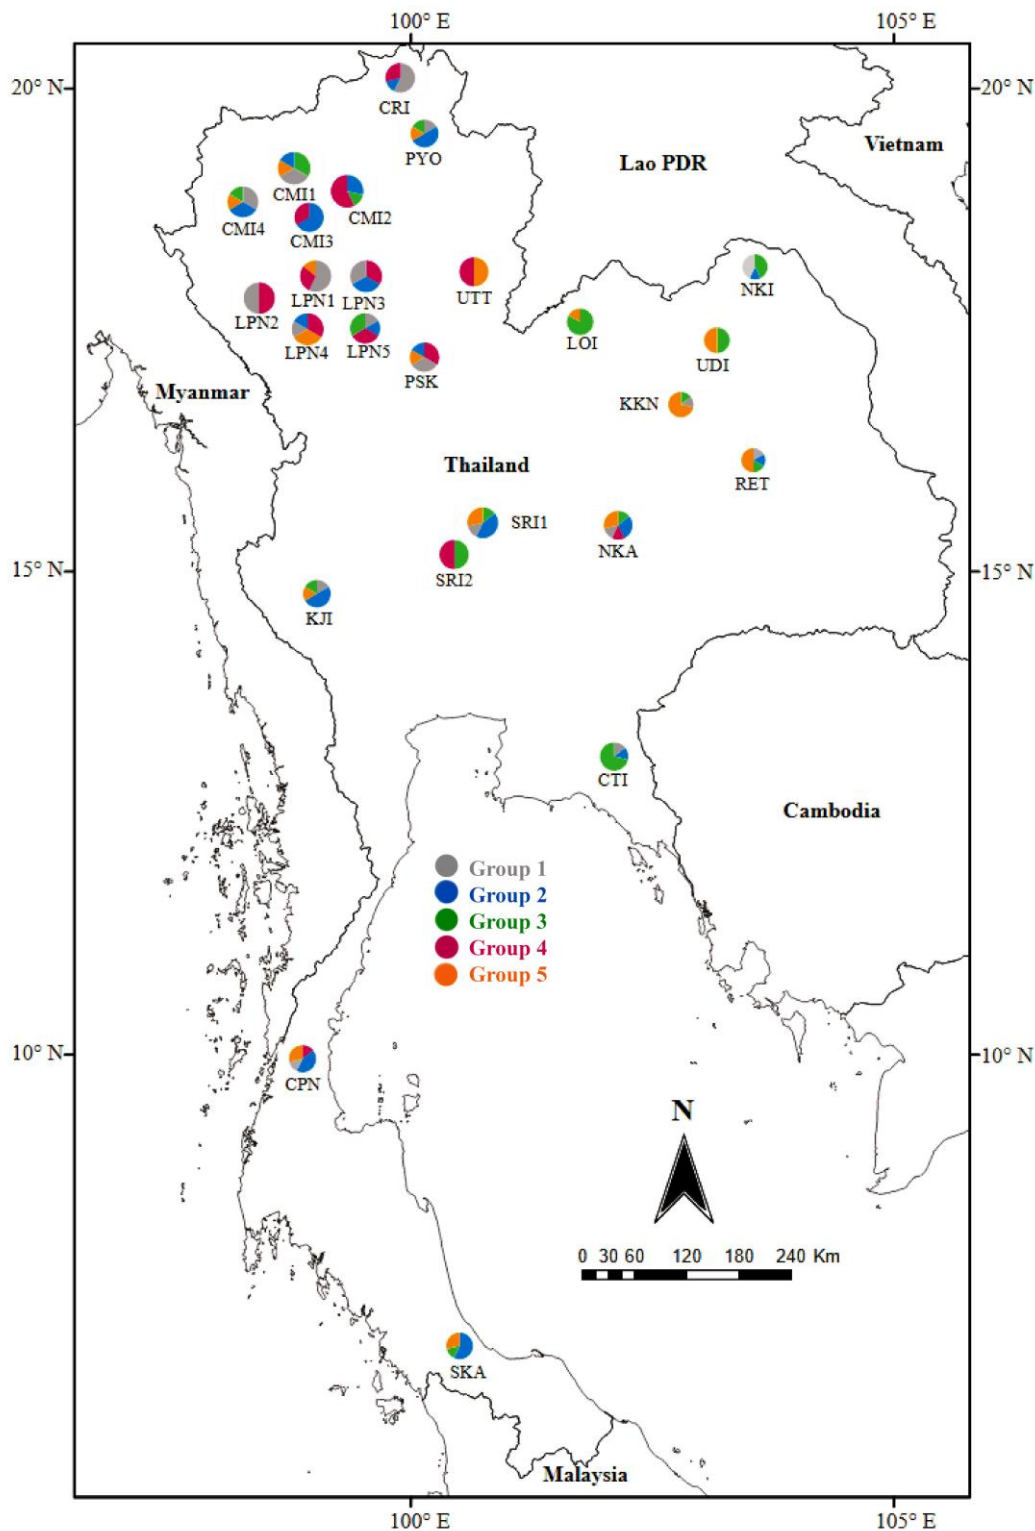 100° E 105° E
20° N 20° N
CRI
PYO
Vietnam
Lao PDR
CMI1
CMI2
CMI4
CMI3
LPN1 LPN3 UTT NKI
LPN2
LOI
LPN4 LPN5
UDI
PSK
Myanmar
KKN
Thailand
RET
SRI1
NKA
15° N 15° N
SRI2
KJI
CTI
Cambodia
Group 1
Group 2
Group 3
Group 4
Group 5
10° N 10° N
CPN
N
0 30 60 120 180 240 Km
SKA
Malaysia
100° E 105° E